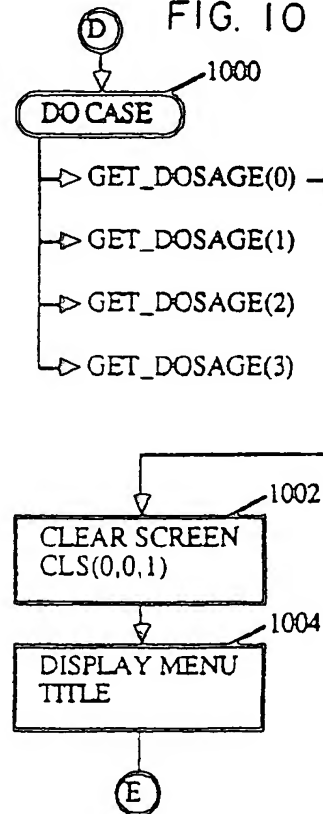 FIG. 10
D
1000
DO CASE
GET_DOSAGE(0)
GET_DOSAGE(1)
GET_DOSAGE(2)
GET_DOSAGE(3)
1002
CLEAR SCREEN
CLS(0,0,1)
1004
DISPLAY MENU
TITLE
E